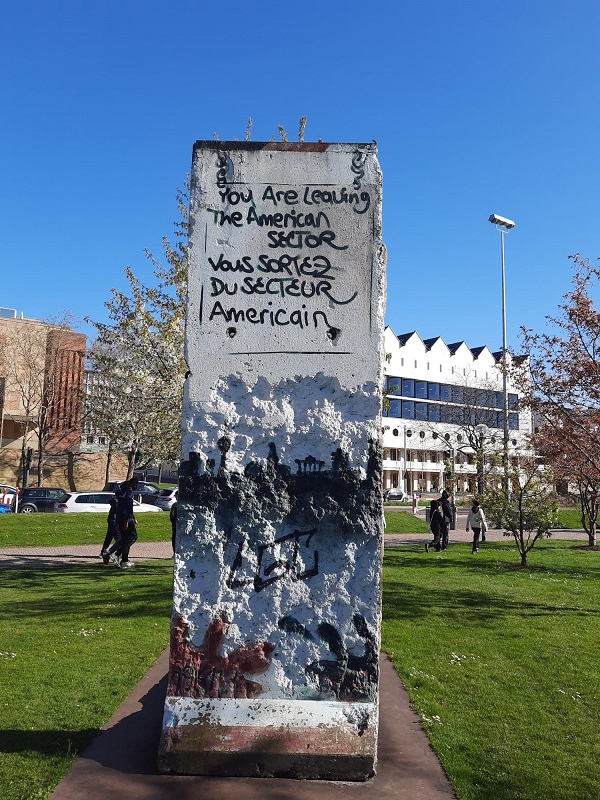 You Are Leaving
The American
SECTOR
Vous SORTEZ
DU SECTEUR
Americain